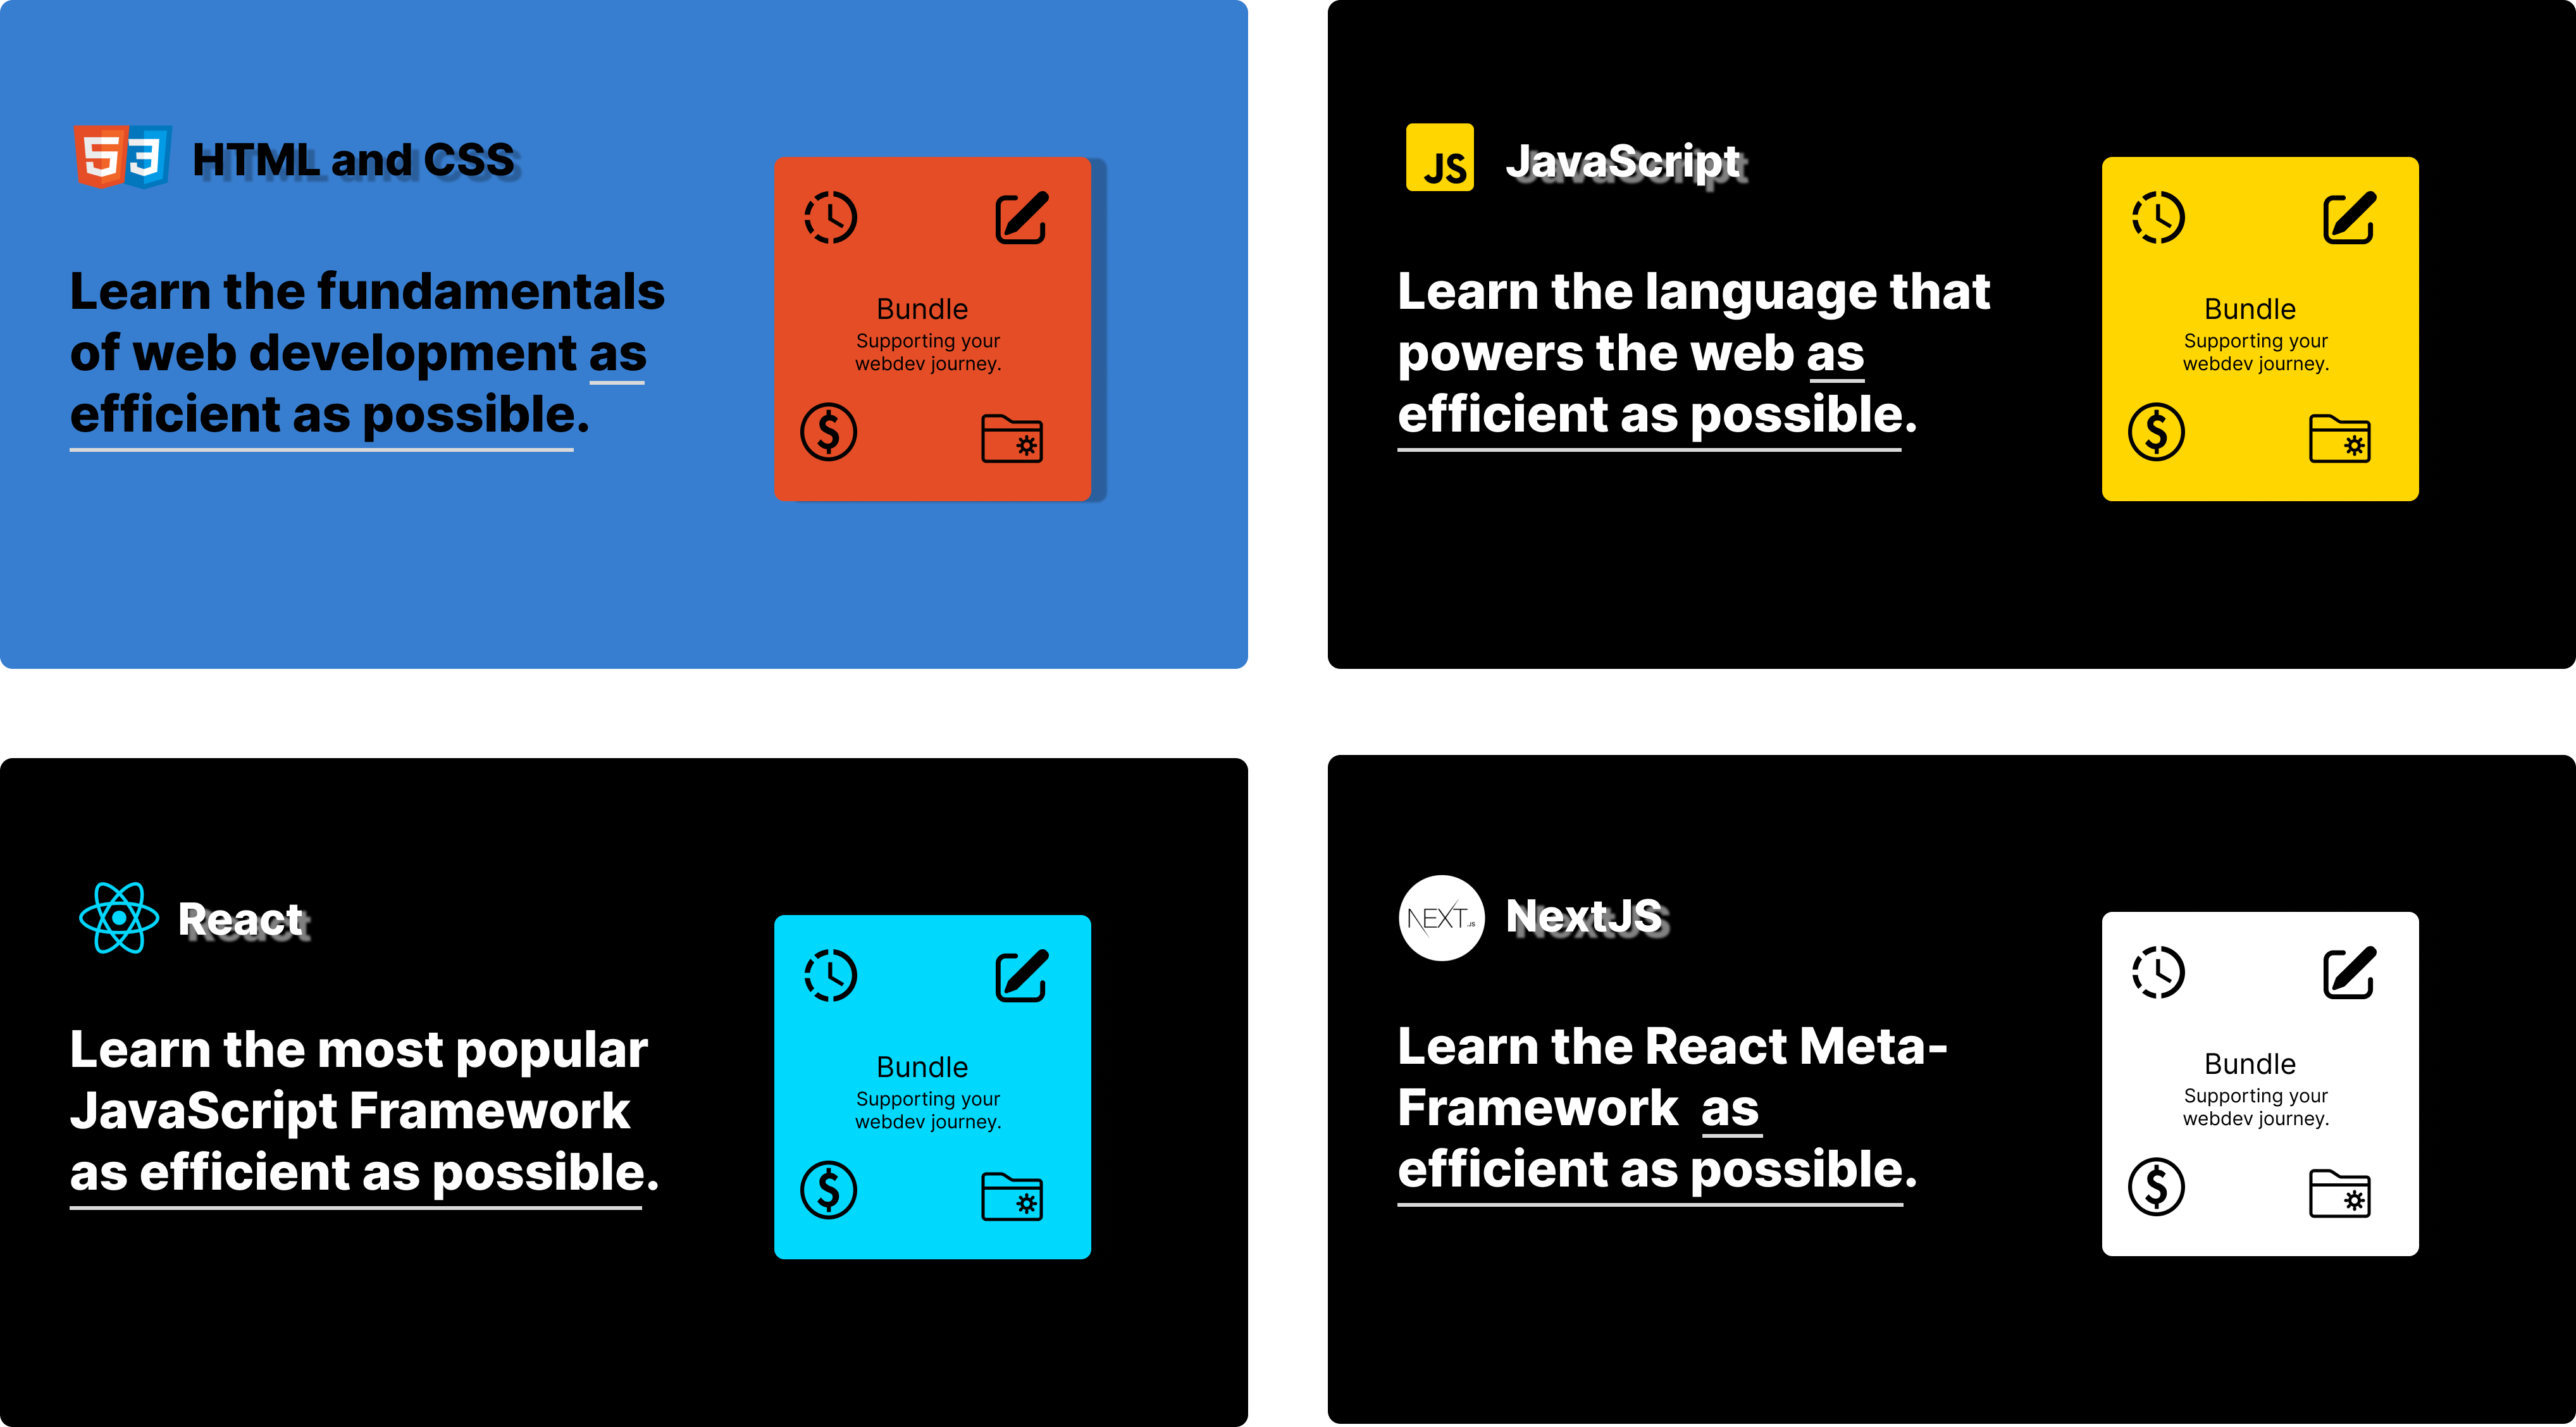 5 3 HTML and CSS
Learn the fundamentals
of web development as
efficient as possible.
Bundle
Supporting your
webdev journey.
$
JS JavaScript
Learn the language that
powers the web as
efficient as possible.
Bundle
Supporting your
webdev journey.
$
React
Learn the most popular
JavaScript Framework
as efficient as possible.
Bundle
Supporting your
webdev journey.
$
NEXT.JS NextJS
Learn the React Meta-
Framework as
efficient as possible.
Bundle
Supporting your
webdev journey.
$